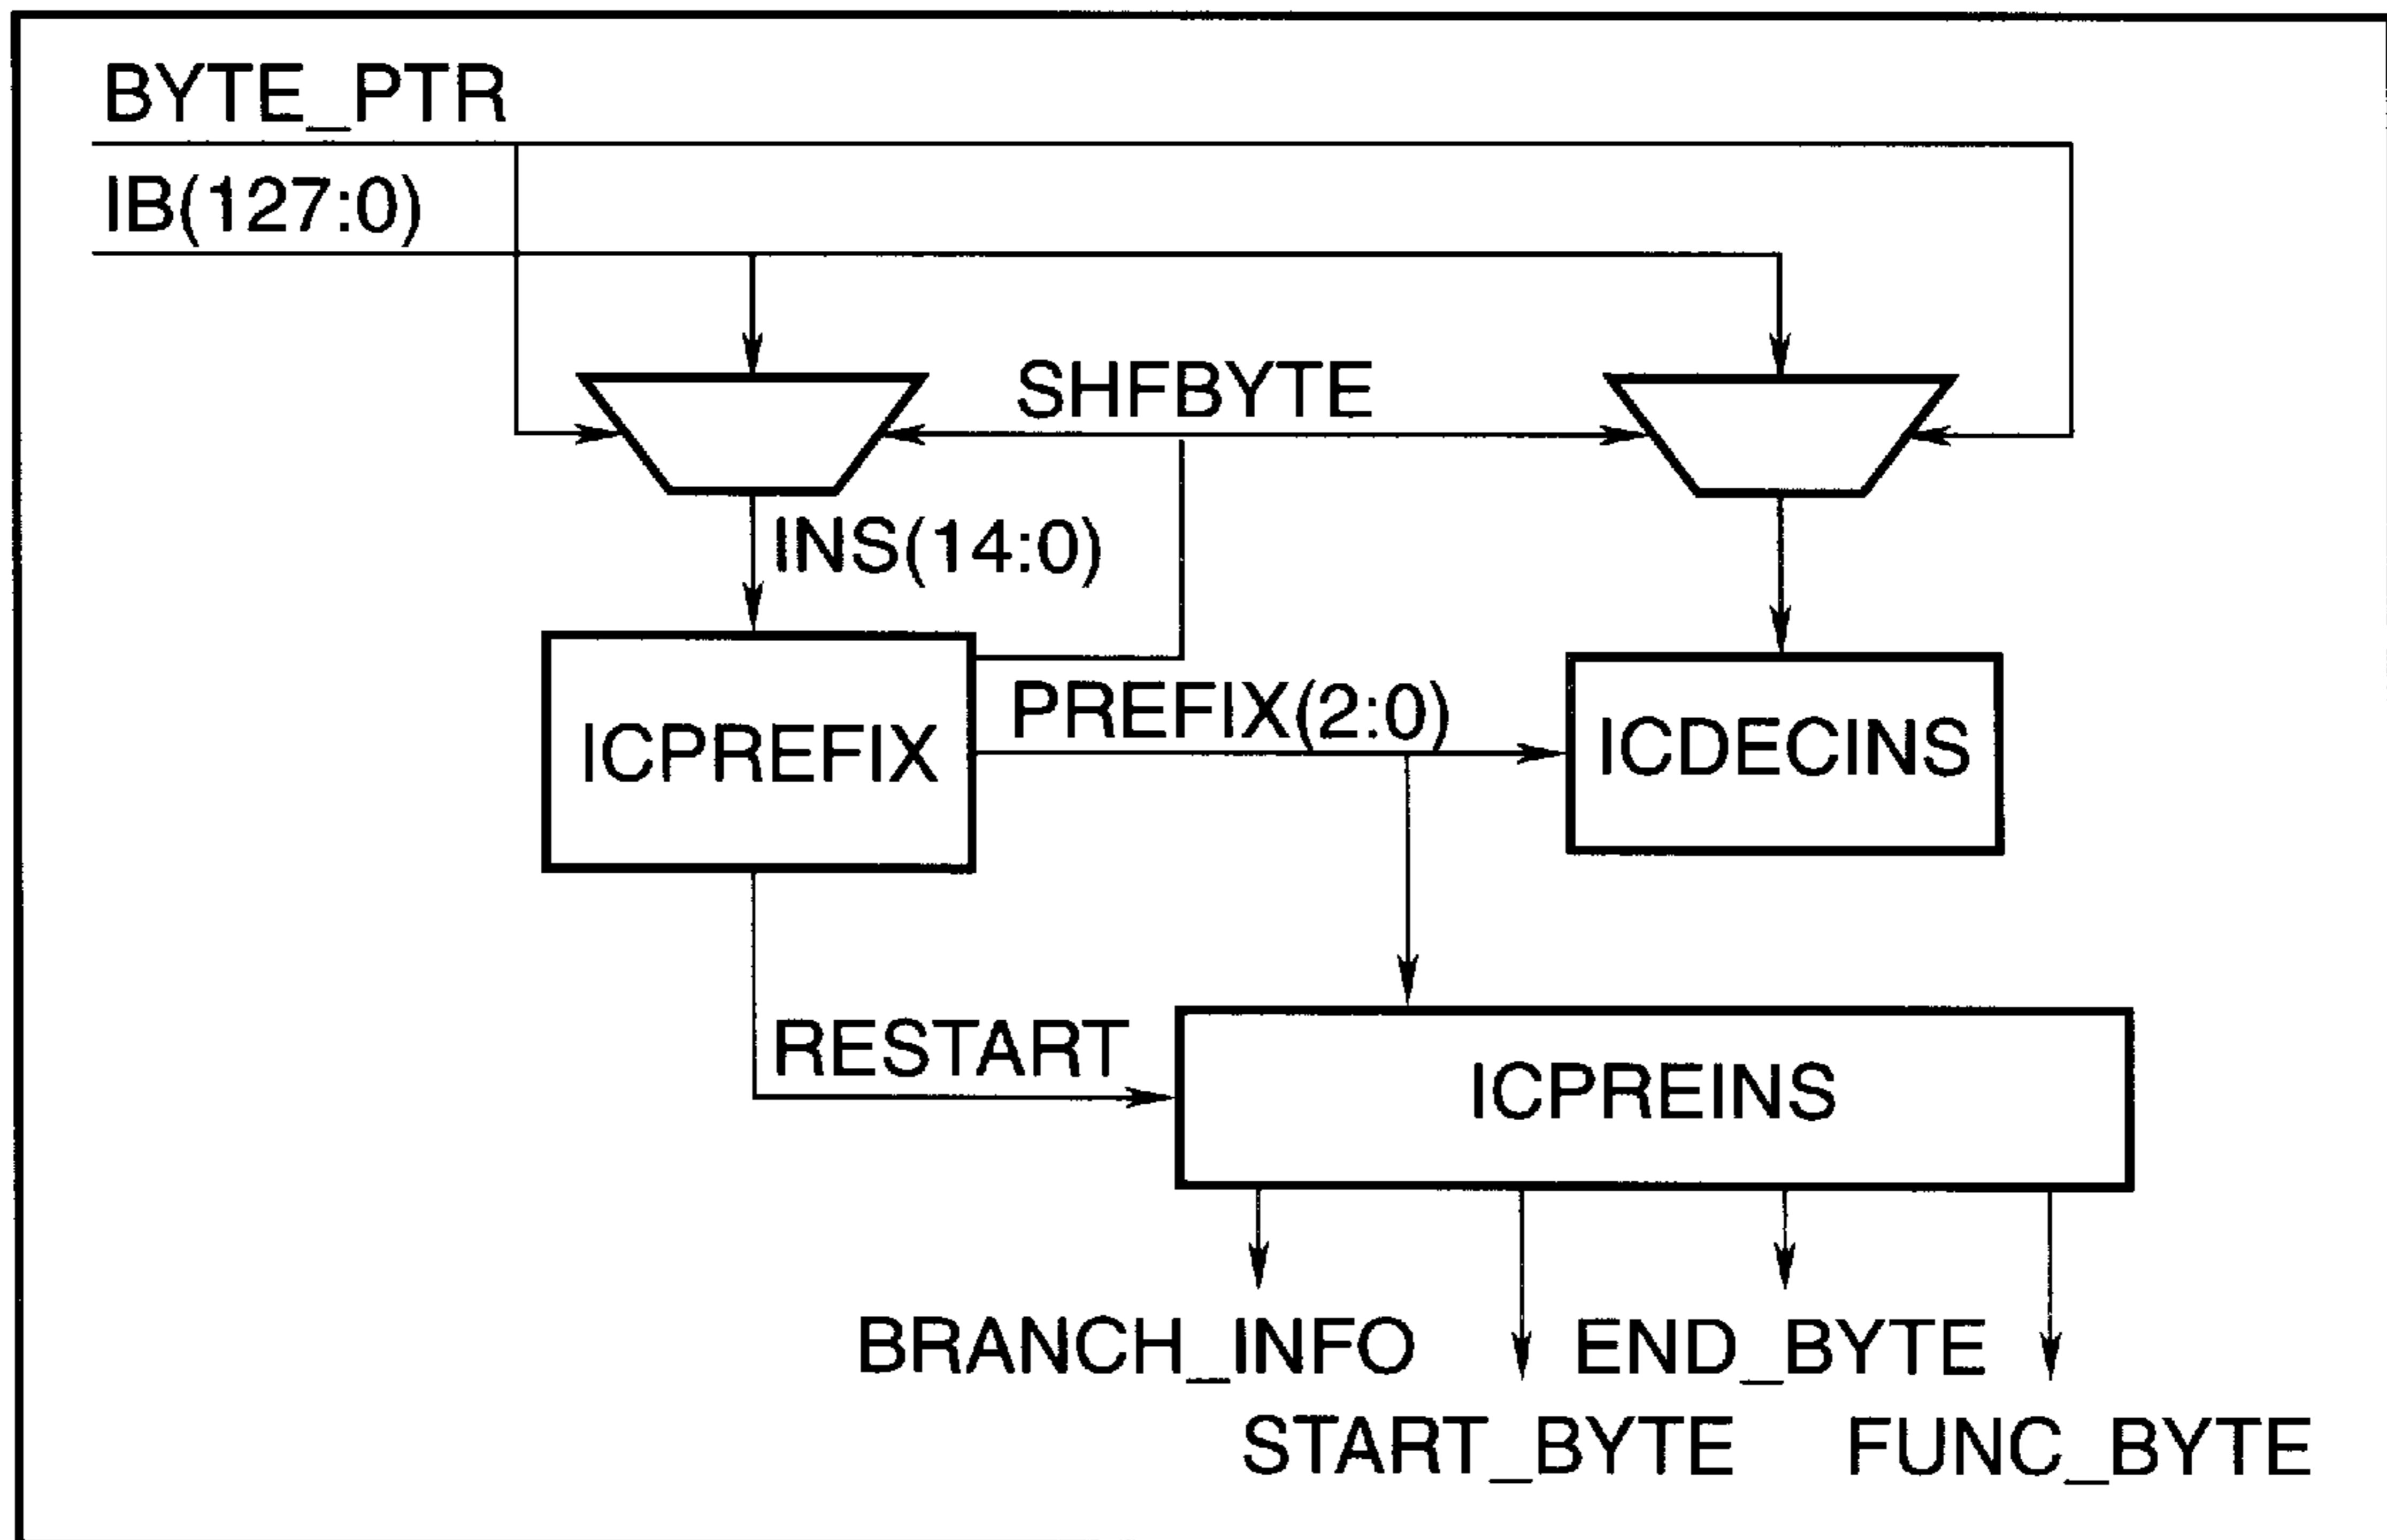 BYTE_PTR
IB(127:0)
SHFBYTE
INS(14:0)
PREFIX(2:0)
ICPREFIX
ICDECINS
RESTART
ICPREINS
BRANCH_INFO
END_BYTE
START_BYTE
FUNC_BYTE